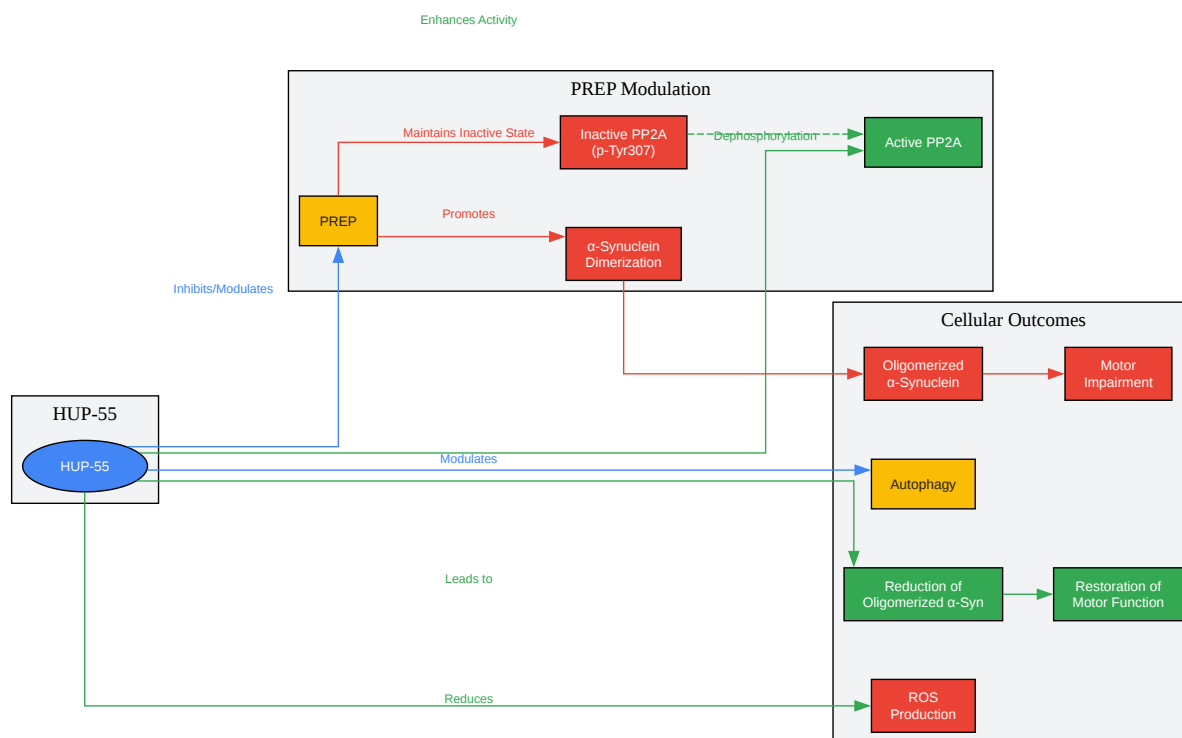 Enhances Activity
PREP Modulation
Maintains Inactive State
Inactive PP2A
(p-Tyr307)
Dephosphorylation
Active PP2A
PREP
Promotes
α-Synuclein
Dimerization
Inhibits/Modulates
Cellular Outcomes
Oligomerized
α-Synuclein
Motor
Impairment
HUP-55
HUP-55
Modulates
Autophagy
Leads to
Reduction of
Oligomerized α-Syn
Restoration of
Motor Function
Reduces
ROS
Production